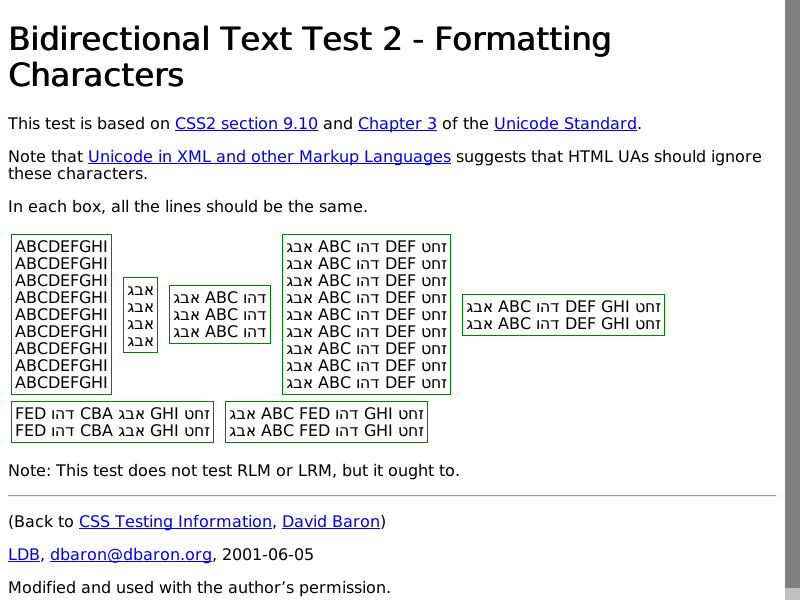 Bidirectional Text Test 2 - Formatting
Characters
This test is based on CSS2 section 9.10 and Chapter 3 of the Unicode Standard.
Note that Unicode in XML and other Markup Languages suggests that HTML UAs should ignore
these characters.
In each box, all the lines should be the same.
ABCDEFGHI
ABCDEFGHI
ABCDEFGHI
ABCDEFGHI
ABCDEFGHI
ABCDEFGHI
ABCDEFGHI
ABCDEFGHI
ABCDEFGHI
אבג
אבג
אבג
אבג
אבג ABC דהו
אבג ABC דהו
אבג ABC דהו
אבג ABC דהו DEF זחט
אבג ABC דהו DEF זחט
אבג ABC דהו DEF זחט
אבג ABC דהו DEF זחט
אבג ABC דהו DEF זחט
אבג ABC דהו DEF זחט
אבג ABC דהו DEF זחט
אבג ABC דהו DEF זחט
אבג ABC דהו DEF זחט
אבג ABC דהו DEF GHI זחט
אבג ABC דהו DEF GHI זחט
FED דהו CBA אבג GHI זחט
FED דהו CBA אבג GHI זחט
אבג ABC FED דהו GHI זחט
אבג ABC FED דהו GHI זחט
Note: This test does not test RLM or LRM, but it ought to.
(Back to CSS Testing Information, David Baron)
LDB, dbaron@dbaron.org, 2001-06-05
Modified and used with the author’s permission.